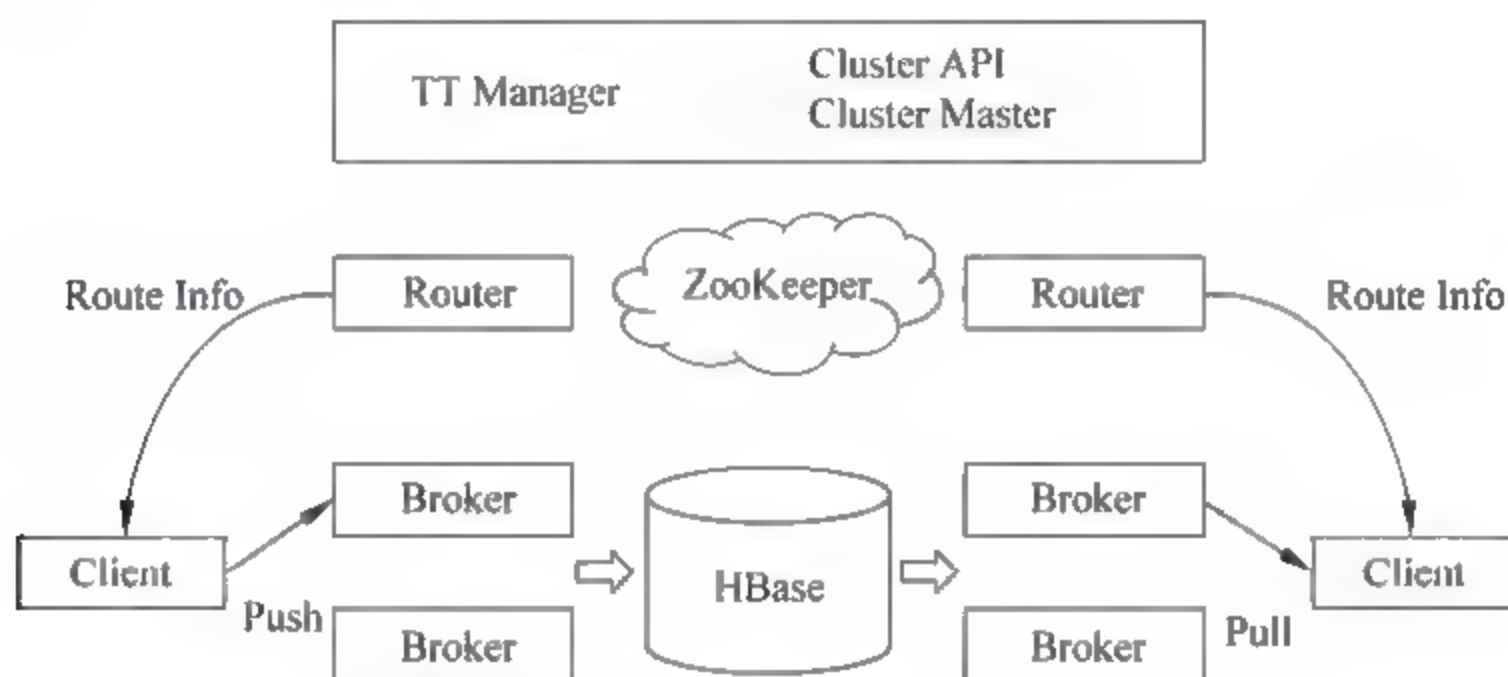 TT Manager
Cluster API
Cluster Master
Route Info
Router
ZooKeeper
Router
Route Info
Broker
Broker
Client
HBase
Client
Push
Pull
Broker
Broker